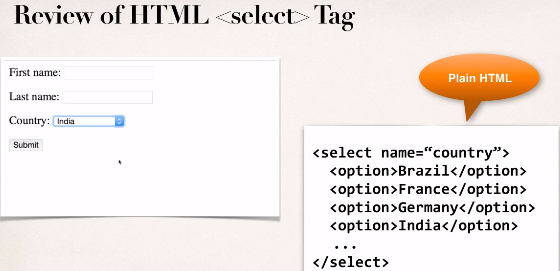 Review of HTML <select> Tag
First name:
Last name:
Country: India
Submit
Plain HTML
<select name=“country”>
<option>Brazil</option>
<option>France</option>
<option>Germany</option>
<option>India</option>
...
</select>